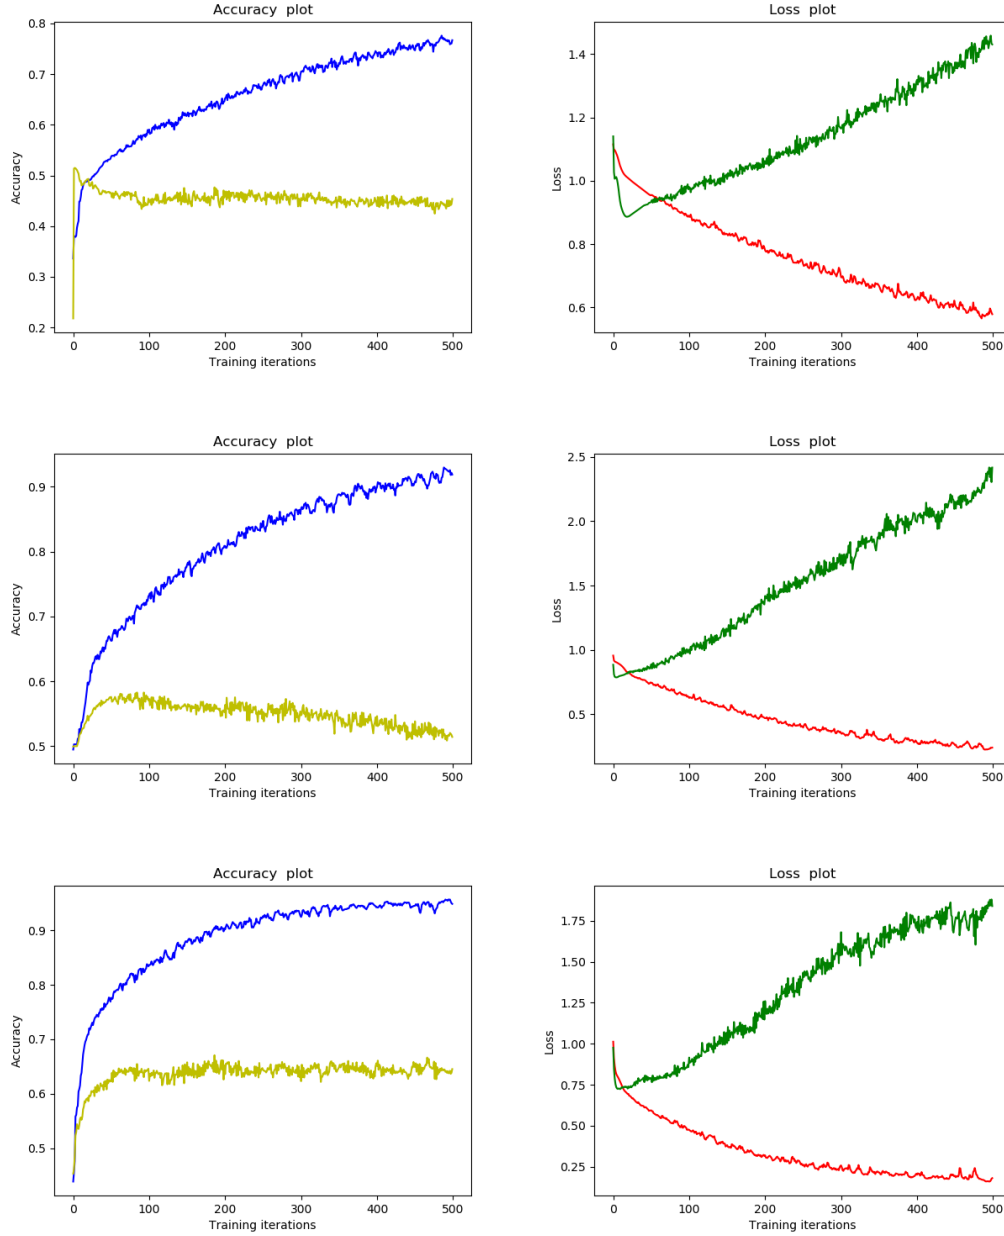 Accuracy plot
0.8
0.7
0.6
0.5
0.4
0.3
0.2
Accuracy
0 100 200 300 400 500
Training iterations
Loss plot
1.4
1.2
1.0
0.8
0.6
Loss
0 100 200 300 400 500
Training iterations
Accuracy plot
0.9
0.8
0.7
0.6
0.5
Accuracy
0 100 200 300 400 500
Training iterations
Loss plot
2.5
2.0
1.5
1.0
0.5
Loss
0 100 200 300 400 500
Training iterations
Accuracy plot
0.9
0.8
0.7
0.6
0.5
Accuracy
0 100 200 300 400 500
Training iterations
Loss plot
1.75
1.50
1.25
1.00
0.75
0.50
0.25
Loss
0 100 200 300 400 500
Training iterations